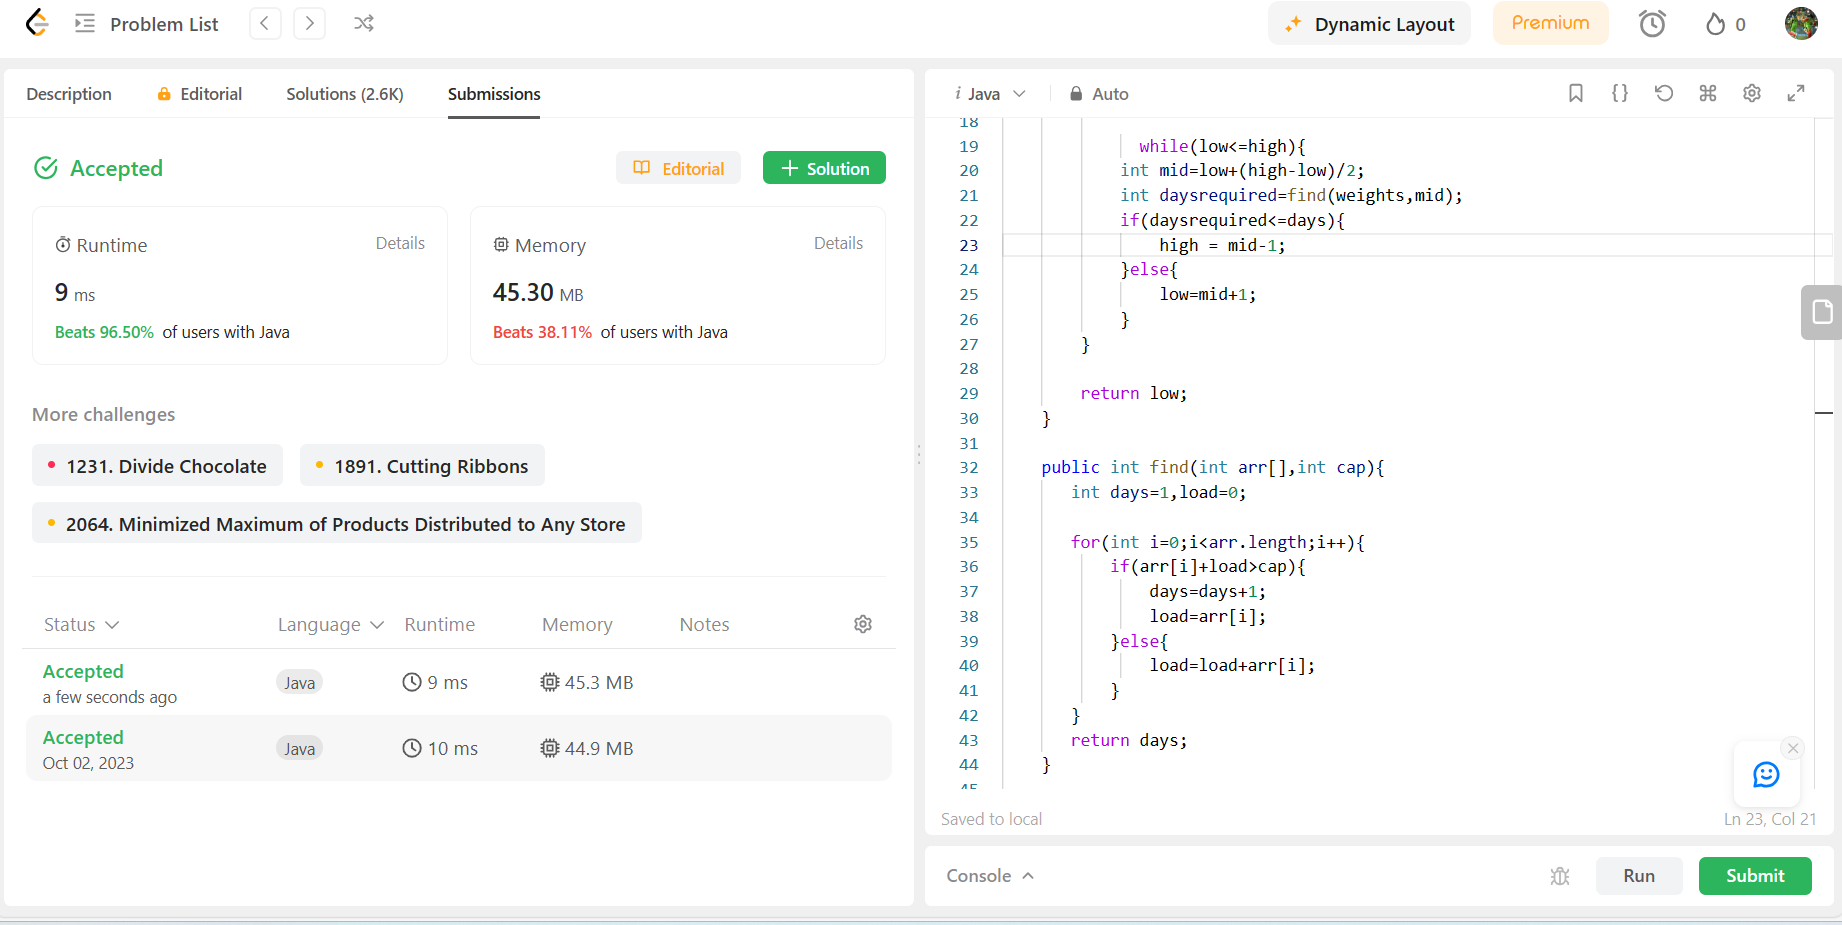 Problem List
Dynamic Layout
Premium
0
Description
Editorial
Solutions (2.6K)
Submissions
Accepted
Editorial
Solution
Runtime
Details
9 ms
Beats 96.50% of users with Java
Memory
Details
45.30 MB
Beats 38.11% of users with Java
More challenges
1231. Divide Chocolate
1891. Cutting Ribbons
2064. Minimized Maximum of Products Distributed to Any Store
Status Language Runtime Memory Notes
Accepted
a few seconds ago
Java 9 ms 45.3 MB
Accepted
Oct 02, 2023
Java 10 ms 44.9 MB
i Java
Auto
18
19 while(low<=high){
20 int mid=low+(high-low)/2;
21 int daysrequired=find(weights,mid);
22 if(daysrequired<=days){
23 high = mid-1;
24 }else{
25 low=mid+1;
26 }
27 }
28
29 return low;
30 }
31
32 public int find(int arr[],int cap){
33 int days=1,load=0;
34
35 for(int i=0;i<arr.length;i++){
36 if(arr[i]+load>cap){
37 days=days+1;
38 load=arr[i];
39 }else{
40 load=load+arr[i];
41 }
42 }
43 return days;
44 }
45
Saved to local
Ln 23, Col 21
Console
Run
Submit